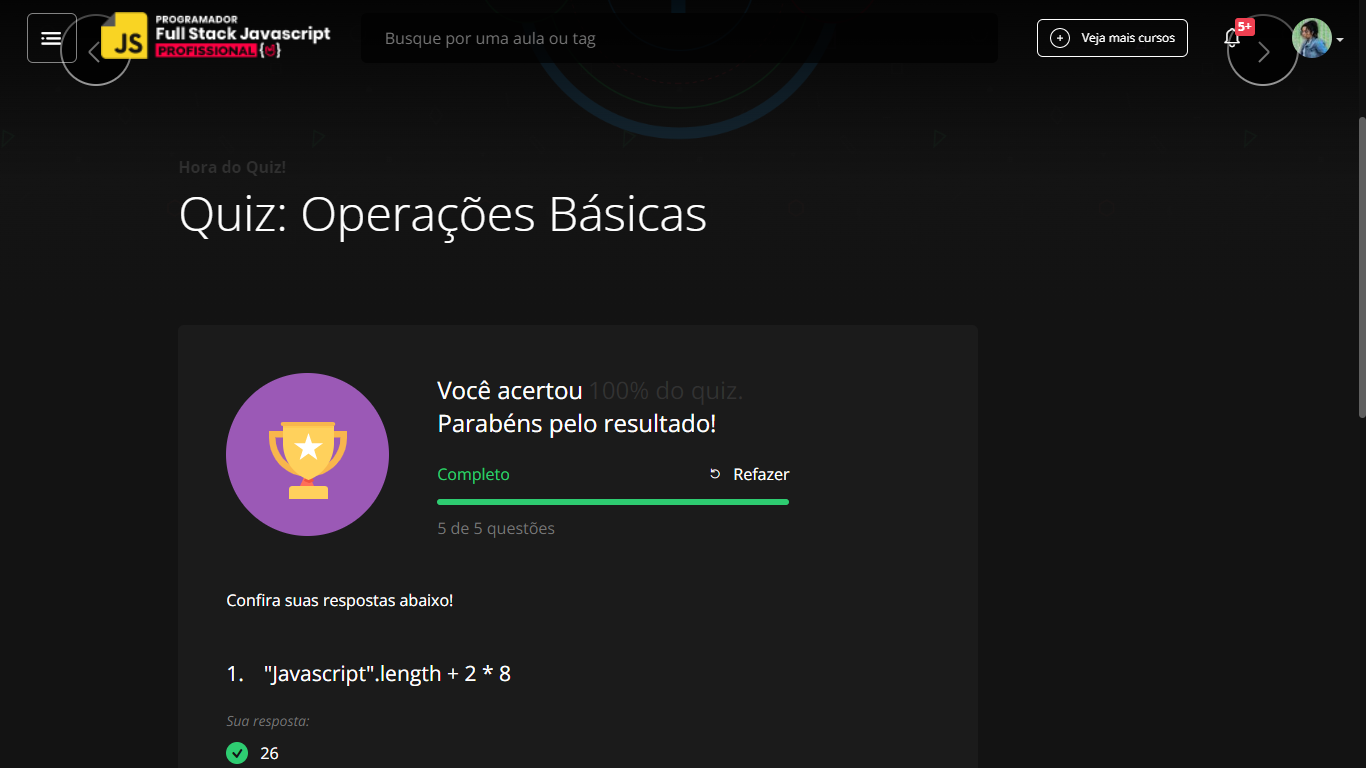 JS
PROGRAMADOR
Full Stack Javascript
PROFISSIONAL
Busque por uma aula ou tag
Veja mais cursos
5+
Hora do Quiz!
Quiz: Operações Básicas
Você acertou 100% do quiz.
Parabéns pelo resultado!
Completo
Refazer
5 de 5 questões
Confira suas respostas abaixo!
1. "Javascript".length + 2 * 8
Sua resposta:
26